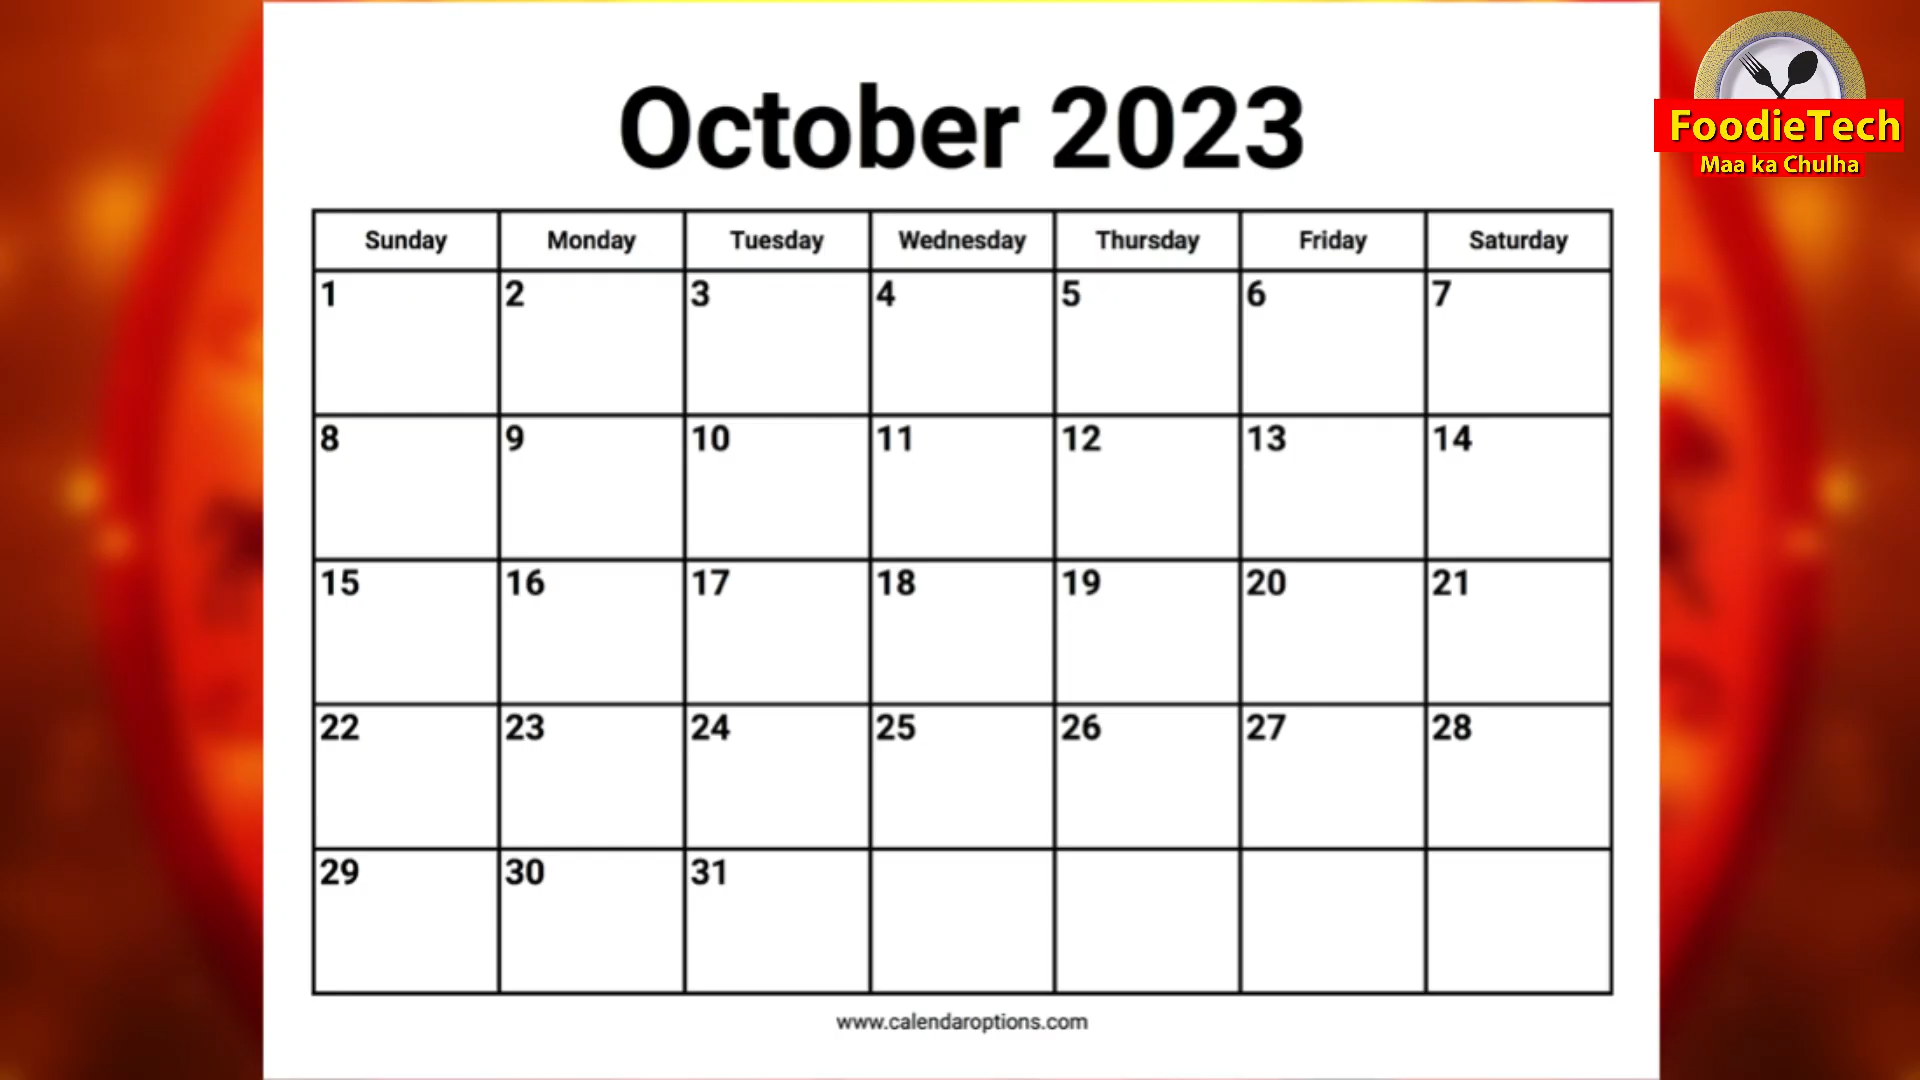 October 2023
FoodieTech
Maa ka Chulha
Sunday Monday Tuesday Wednesday Thursday Friday Saturday
1 2 3 4 5 6 7
8 9 10 11 12 13 14
15 16 17 18 19 20 21
22 23 24 25 26 27 28
29 30 31
www.calendaroptions.com